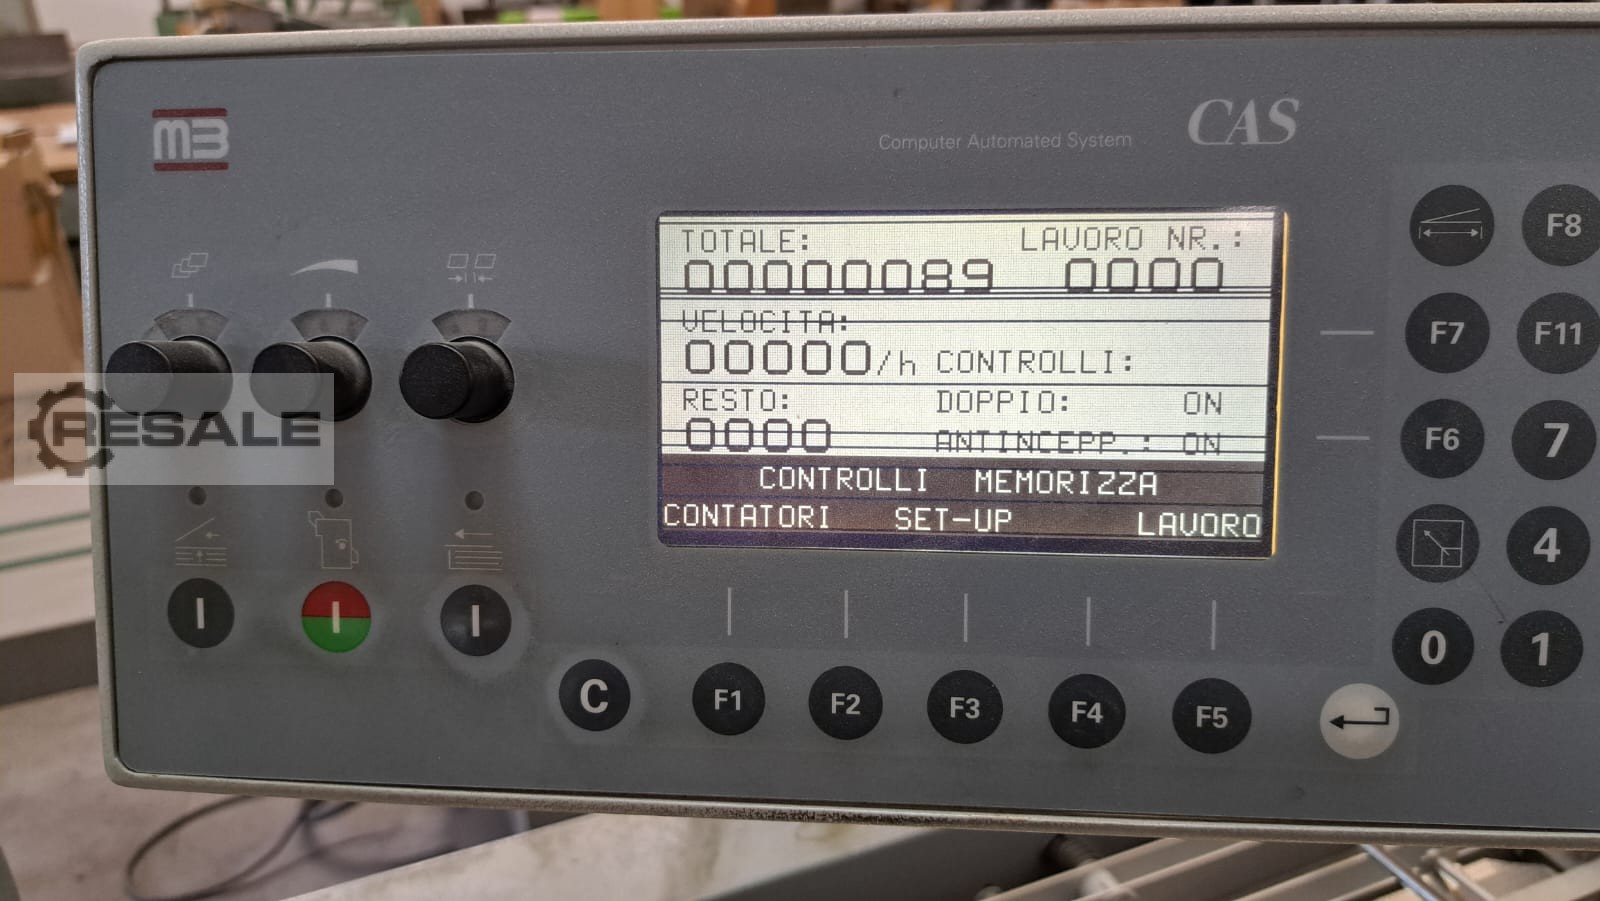 MB
Computer Automated System CAS
TOTALE: LAVORO NR.:
00000089 0000
VELOCITA:
00000/h CONTROLLI:
RESTO: DOPPIO: ON
0000 ANTINCEPP.: ON
CONTROLLI MEMORIZZA
CONTATORI SET-UP LAVORO
F8
F7 F11
F6 7
4
0 1
I I I
C F1 F2 F3 F4 F5
RESALE